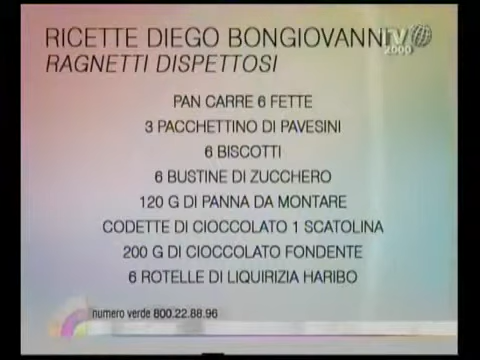 RICETTE DIEGO BONGIOVANNI
TV
2000
RAGNETTI DISPETTOSI
PAN CARRE 6 FETTE
3 PACCHETTINO DI PAVESINI
6 BISCOTTI
6 BUSTINE DI ZUCCHERO
120 G DI PANNA DA MONTARE
CODETTE DI CIOCCOLATO 1 SCATOLINA
200 G DI CIOCCOLATO FONDENTE
6 ROTELLE DI LIQUIRIZIA HARIBO
numero verde 800.22.88.96